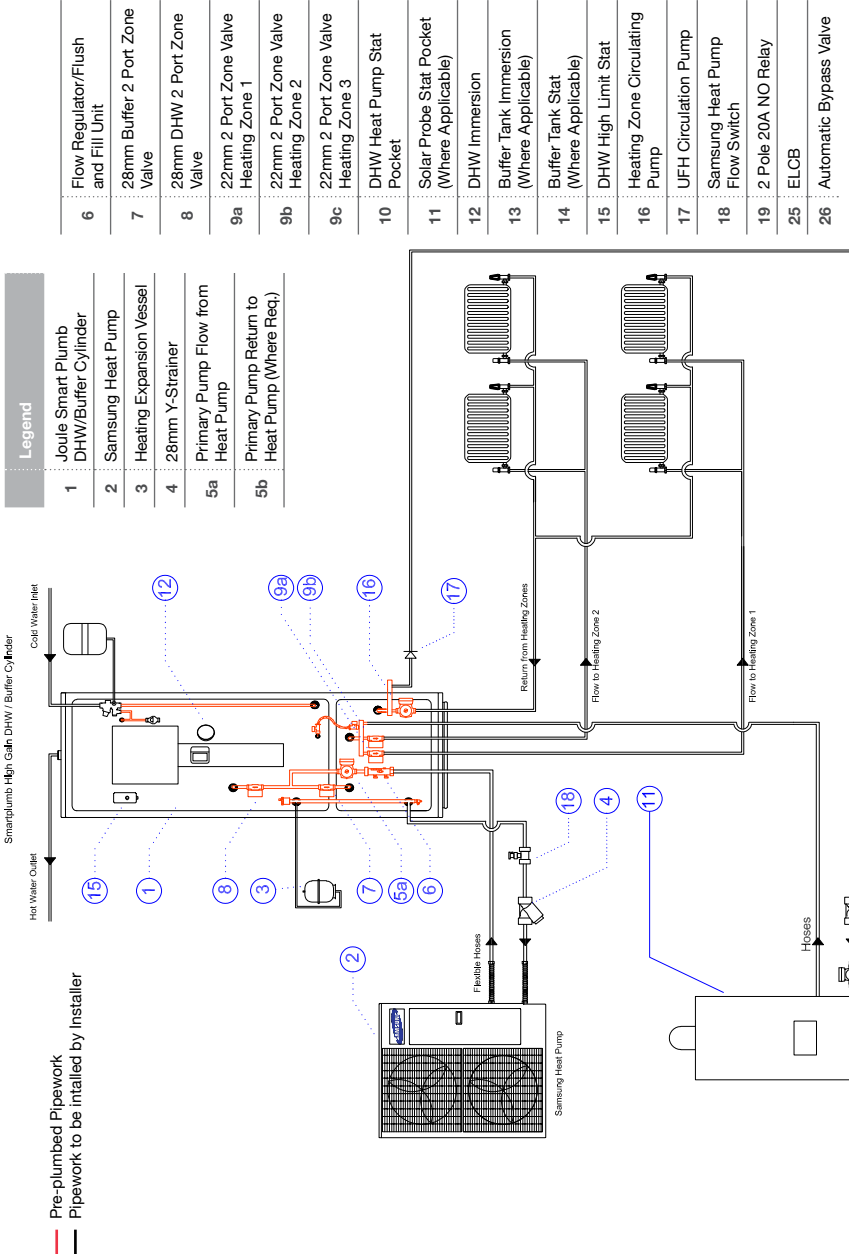 Pre-plumbed Pipework
Pipework to be intalled by Installer
Smartplumb High Gain DHW / Buffer Cylinder
Hot Water Outlet
Cold Water Inlet
15
1
8
3
7
5a
6
12
9a
9b
16
17
2
18
4
11
Flexible Hoses
SAMSUNG
Samsung Heat Pump
Return from Heating Zones
Flow to Heating Zone 2
Flow to Heating Zone 1
Hoses
Legend
1 Joule Smart Plumb
DHW/Buffer Cylinder
2 Samsung Heat Pump
3 Heating Expansion Vessel
4 28mm Y-Strainer
5a Primary Pump Flow from
Heat Pump
5b Primary Pump Return to
Heat Pump (Where Req.)
6 Flow Regulator/Flush
and Fill Unit
7 28mm Buffer 2 Port Zone
Valve
8 28mm DHW 2 Port Zone
Valve
9a 22mm 2 Port Zone Valve
Heating Zone 1
9b 22mm 2 Port Zone Valve
Heating Zone 2
9c 22mm 2 Port Zone Valve
Heating Zone 3
10 DHW Heat Pump Stat
Pocket
11 Solar Probe Stat Pocket
(Where Applicable)
12 DHW Immersion
13 Buffer Tank Immersion
(Where Applicable)
14 Buffer Tank Stat
(Where Applicable)
15 DHW High Limit Stat
16 Heating Zone Circulating
Pump
17 UFH Circulation Pump
18 Samsung Heat Pump
Flow Switch
19 2 Pole 20A NO Relay
25 ELCB
26 Automatic Bypass Valve